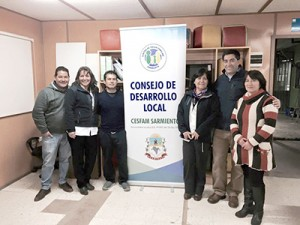 CONSEJO DE
DESARROLLO
LOCAL
CESFAM SARMIENTO